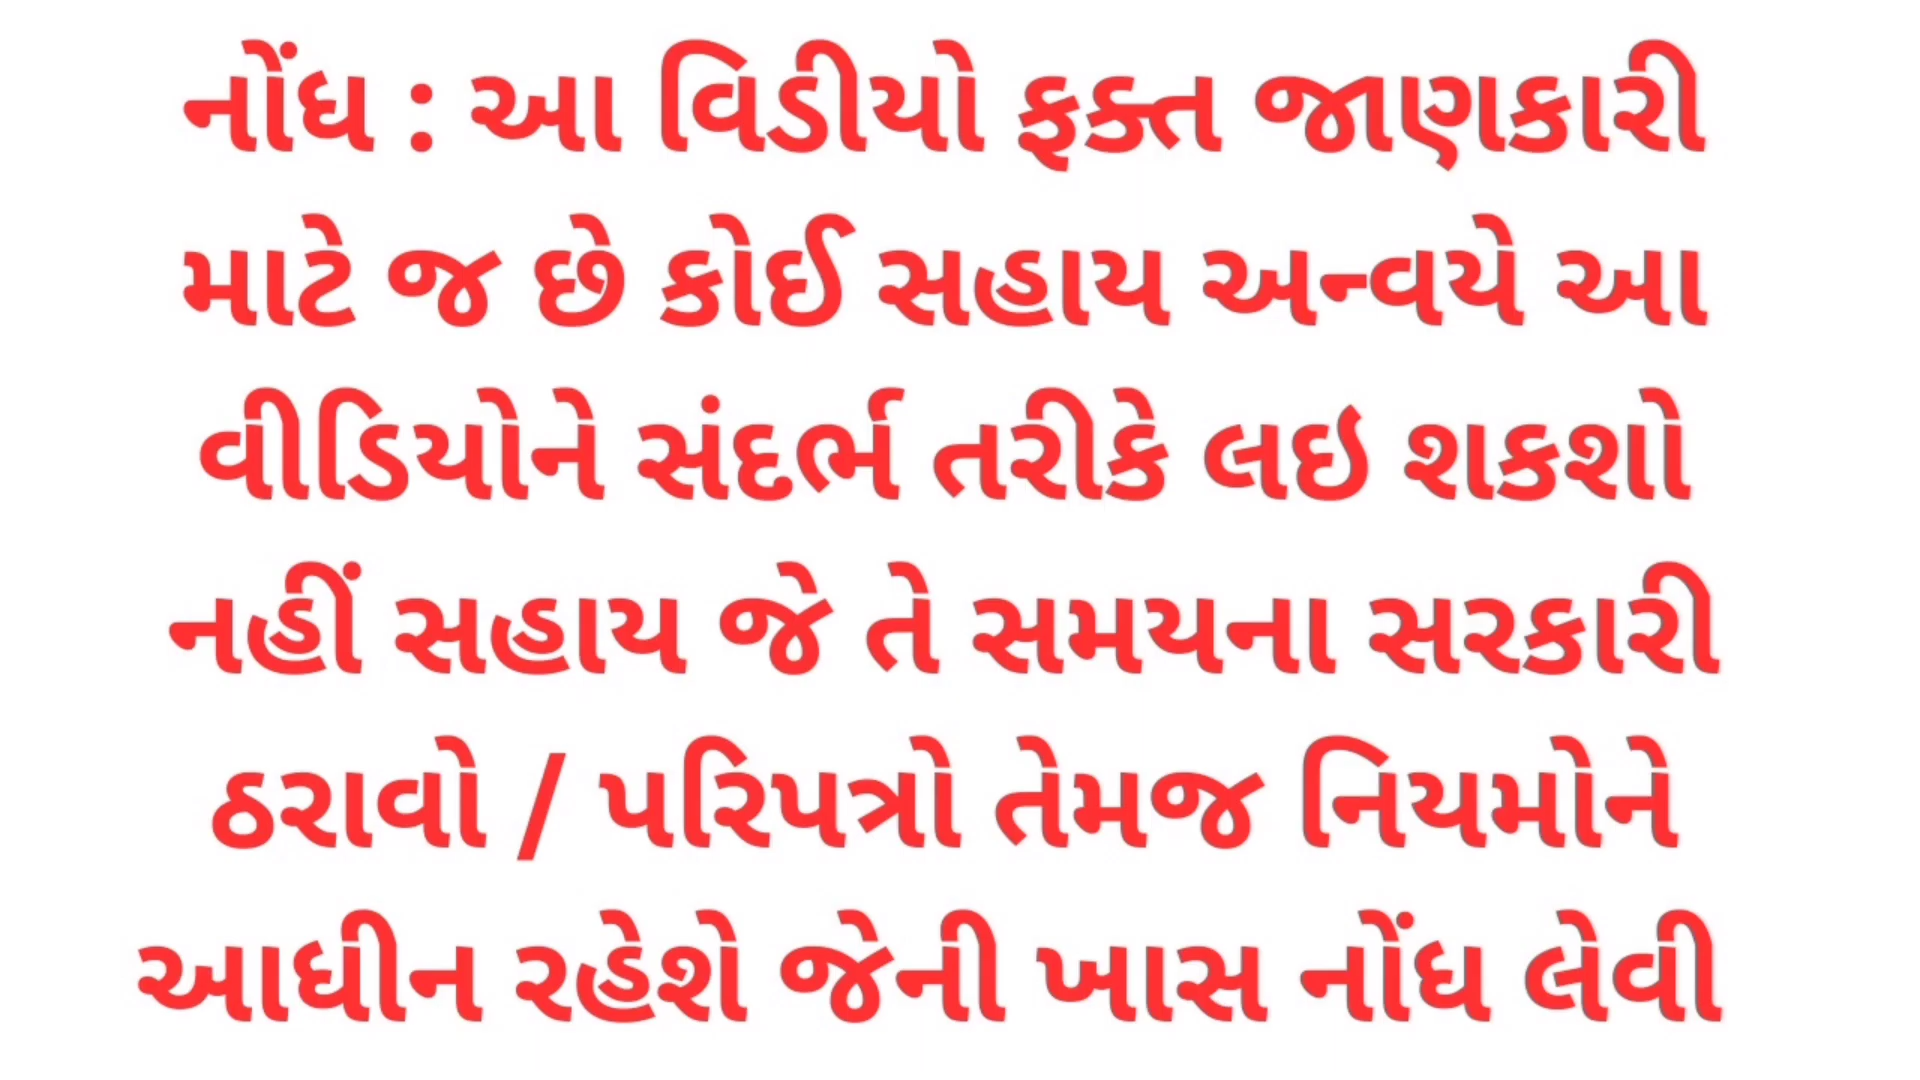 નોંધ : આ વિડીયો ફક્ત જાણકારી
માટે જ છે કોઈ સહાય અન્વયે આ
વીડિયોને સંદર્ભ તરીકે લઇ શકશો
નહીં સહાય જે તે સમયના સરકારી
ઠરાવો / પરિપત્રો તેમજ નિયમોને
આધીન રહેશે જેની ખાસ નોંધ લેવી